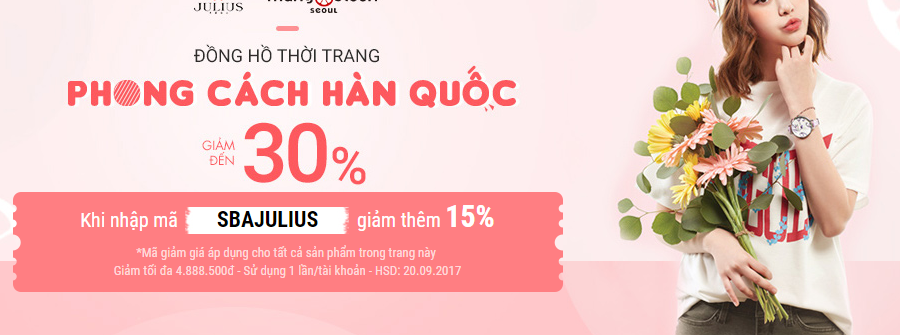 JULIUS
SEOUL
ĐỒNG HỒ THỜI TRANG
PHONG CÁCH HÀN QUỐC
GIẢM ĐẾN 30%
Khi nhập mã SBAJULIUS giảm thêm 15%
*Mã giảm giá áp dụng cho tất cả sản phẩm trong trang này
Giảm tối đa 4.888.500đ - Sử dụng 1 lần/tài khoản - HSD: 20.09.2017